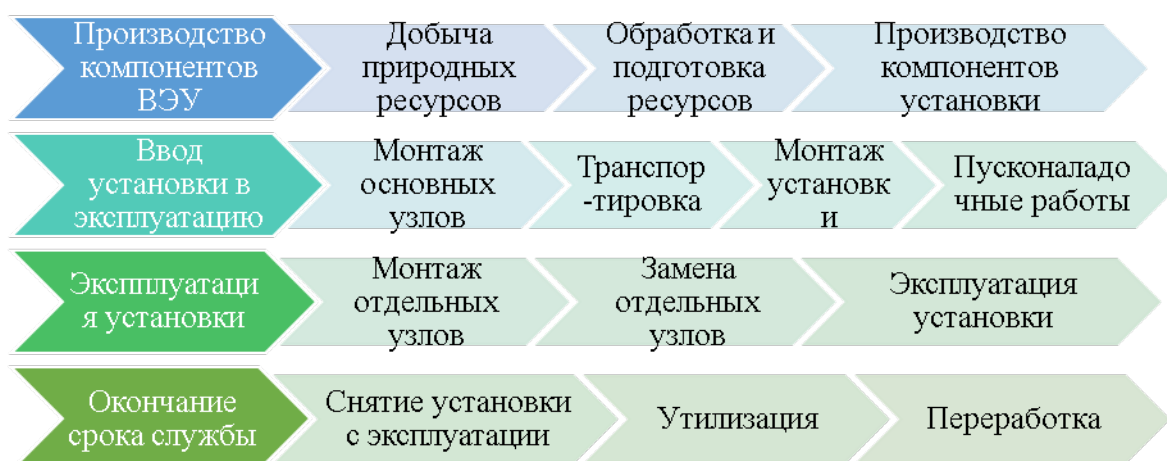 Производство
компонентов
ВЭУ
Добыча
природных
ресурсов
Обработка и
подготовка
ресурсов
Производство
компонентов
установки
Ввод
установки в
эксплуатацию
Монтаж
основных
узлов
Транспор
-тировка
Монтаж
установк
и
Пусконаладо
чные работы
Экспплуатаци
я установки
Монтаж
отдельных
узлов
Замена
отдельных
узлов
Эксплуатация
установки
Окончание
срока службы
Снятие установки
с эксплуатации
Утилизация
Переработка